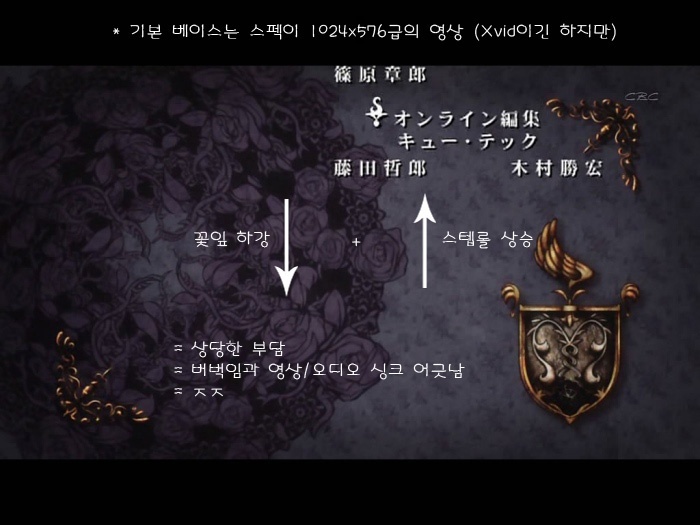 * 기본 베이스는 스펙이 1024x576급의 영상 (Xvid이긴 하지만)
篠原章郎
CBC
オンライン編集
キュー・テック
藤田哲郎 木村勝宏
꽃잎 하강 + 스텝롤 상승
= 상당한 부담
= 버벅임과 영상/오디오 싱크 어긋남
= ㅈㅈ